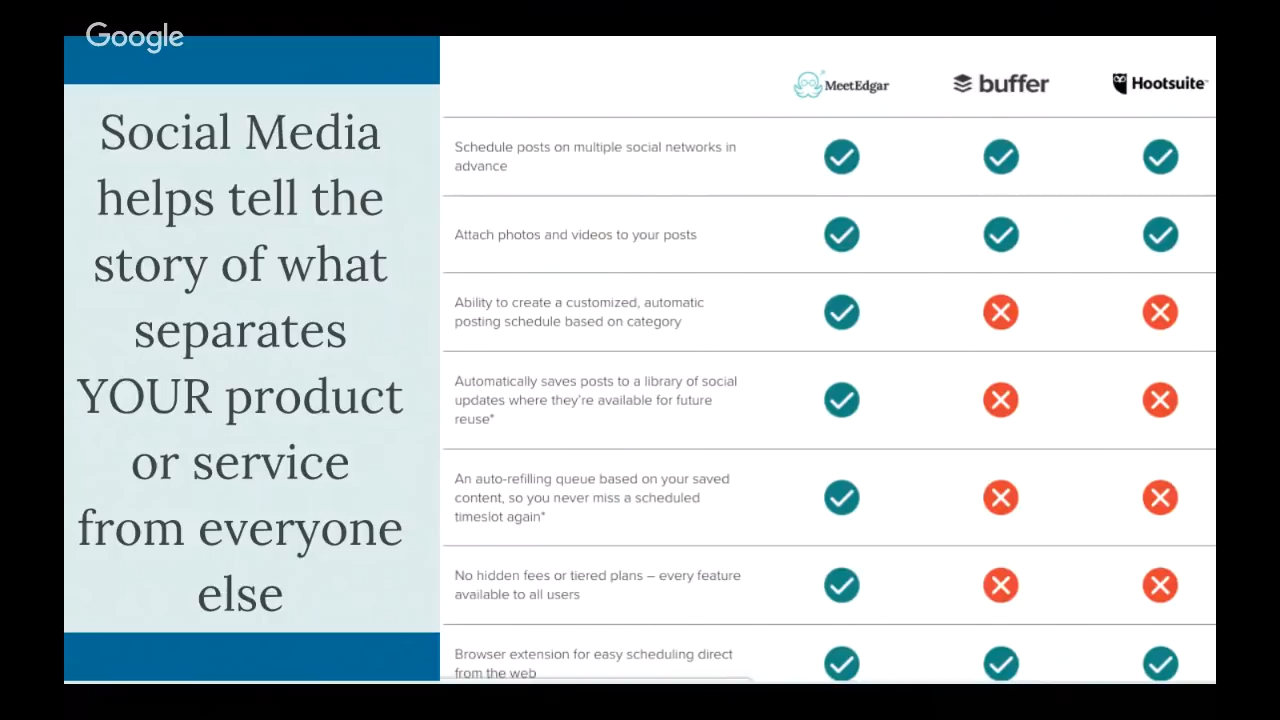 Google
Social Media
helps tell the
story of what
separates
YOUR product
or service
from everyone
else
MeetEdgar
buffer
Hootsuite™
Schedule posts on multiple social networks in
advance
Attach photos and videos to your posts
Ability to create a customized, automatic
posting schedule based on category
Automatically saves posts to a library of social
updates where they're available for future
reuse*
An auto-refilling queue based on your saved
content, so you never miss a scheduled
timeslot again*
No hidden fees or tiered plans – every feature
available to all users
Browser extension for easy scheduling direct
from the web